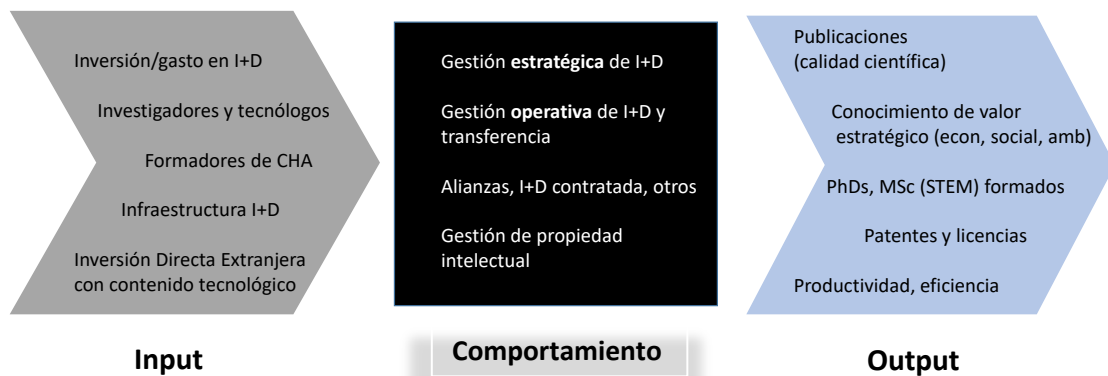 Inversión/gasto en I+D
Investigadores y tecnólogos
Formadores de CHA
Infraestructura I+D
Inversión Directa Extranjera
con contenido tecnológico
Input
Gestión estratégica de I+D
Gestión operativa de I+D y
transferencia
Alianzas, I+D contratada, otros
Gestión de propiedad
intelectual
Comportamiento
Publicaciones
(calidad científica)
Conocimiento de valor
estratégico (econ, social, amb)
PhDs, MSc (STEM) formados
Patentes y licencias
Productividad, eficiencia
Output